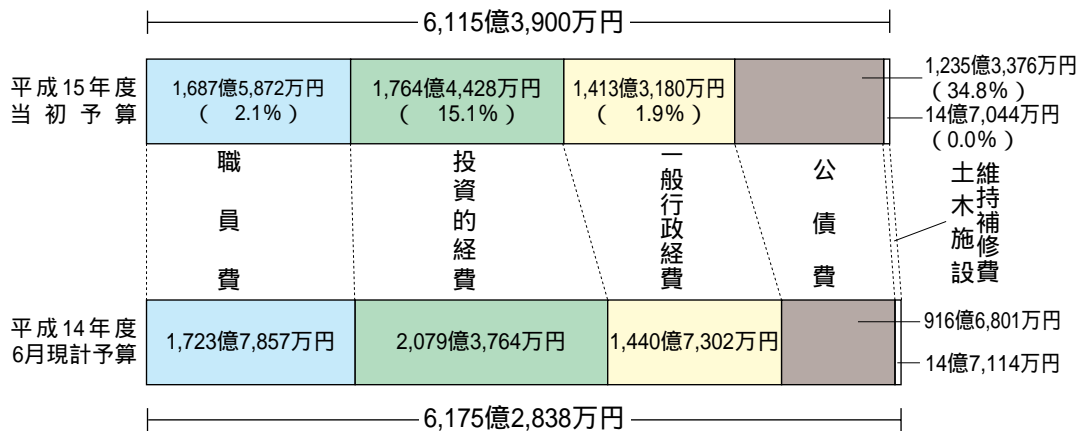 6,115億3,900万円
平成15年度
当初予算
1,687億5,872万円
( 2.1% )
1,764億4,428万円
( 15.1% )
1,413億3,180万円
( 1.9% )
1,235億3,376万円
( 34.8% )
14億7,044万円
( 0.0% )
職員費
投資的経費
一般行政経費
公債費
土木施設
維持補修費
平成14年度
6月現計予算
1,723億7,857万円
2,079億3,764万円
1,440億7,302万円
916億6,801万円
14億7,114万円
6,175億2,838万円